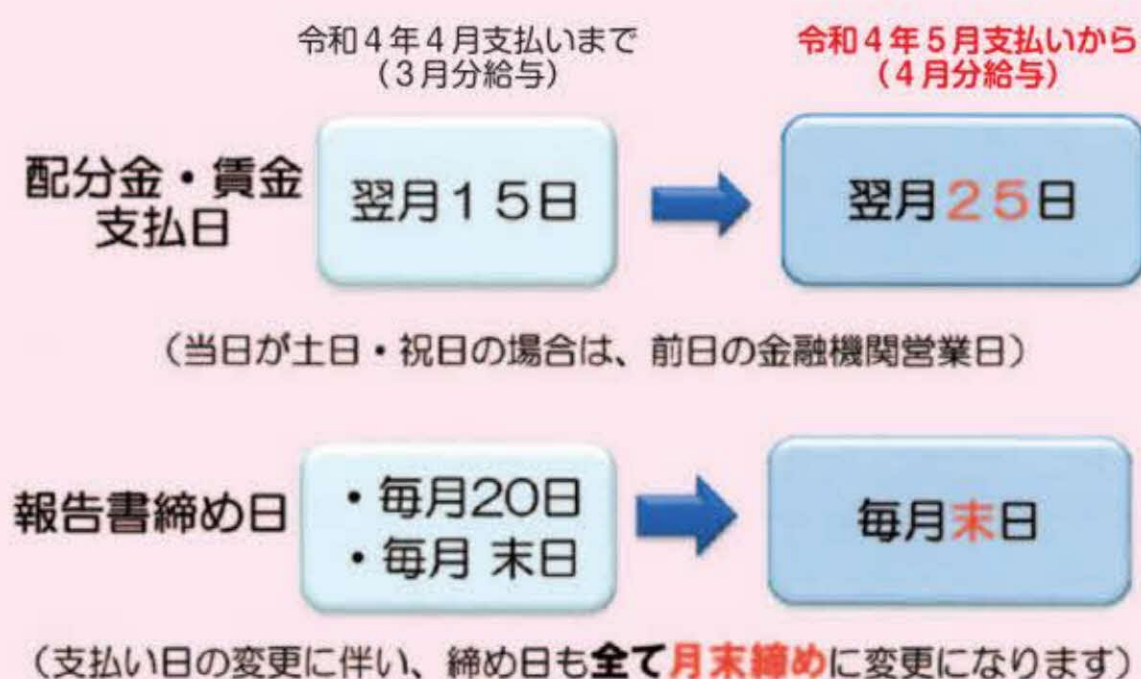 令和４年４月支払いまで
（３月分給与）
令和４年５月支払いから
（４月分給与）
配分金・賃金
支払日
翌月１５日
翌月２５日
（当日が土日・祝日の場合は、前日の金融機関営業日）
報告書締め日
・毎月20日
・毎月 末日
毎月末日
（支払い日の変更に伴い、締め日も全て月末締めに変更になります）